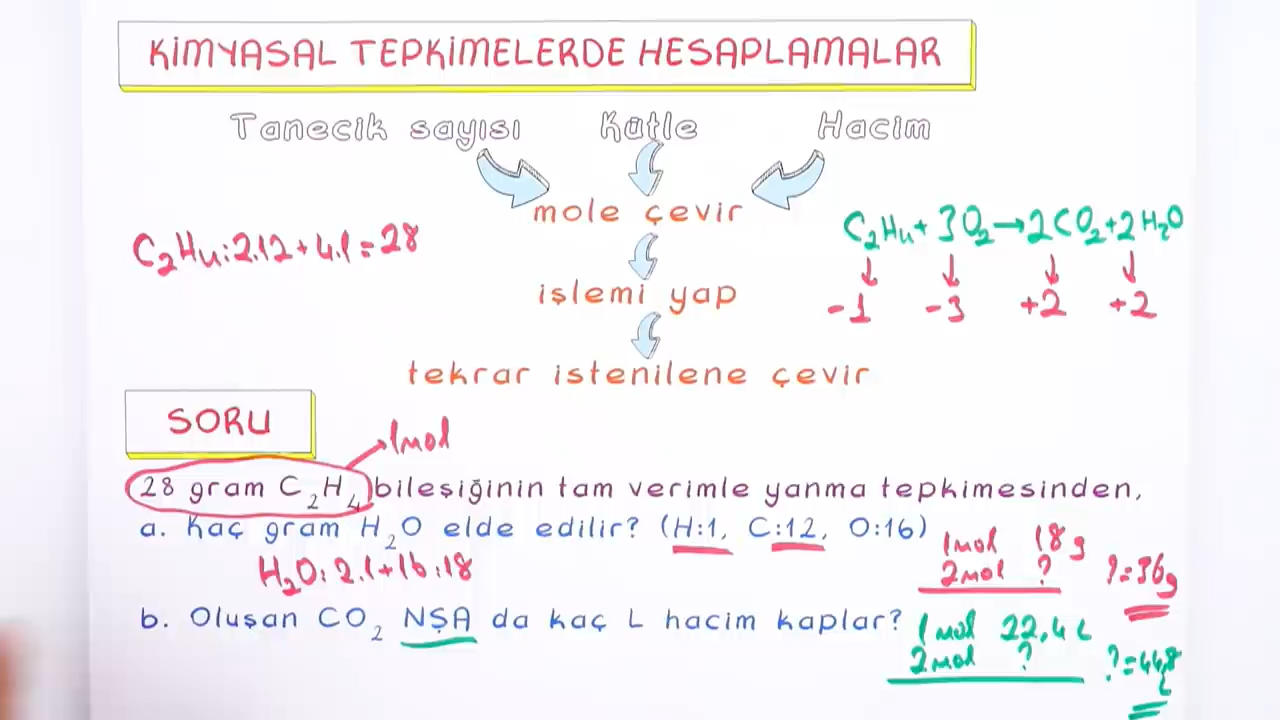 KİMYASAL TEPKİMELERDE HESAPLAMALAR
Tanecik sayısı Kütle Hacim
mole çevir
C₂H₄:2.12+4.1=28
C₂H₄+3O₂→2CO₂+2H₂O
-1 -3 +2 +2
işlemi yap
tekrar istenilene çevir
SORU
1mol
28 gram C₂H₄ bileşiğinin tam verimle yanma tepkimesinden,
a. Kaç gram H₂O elde edilir? (H:1, C:12, O:16)
H₂O:2.1+16:18
1mol 18g
2mol ? ?=36g
b. Oluşan CO₂ NŞA da kaç L hacim kaplar?
1mol 22,4L
2mol ? ?=44,8 L